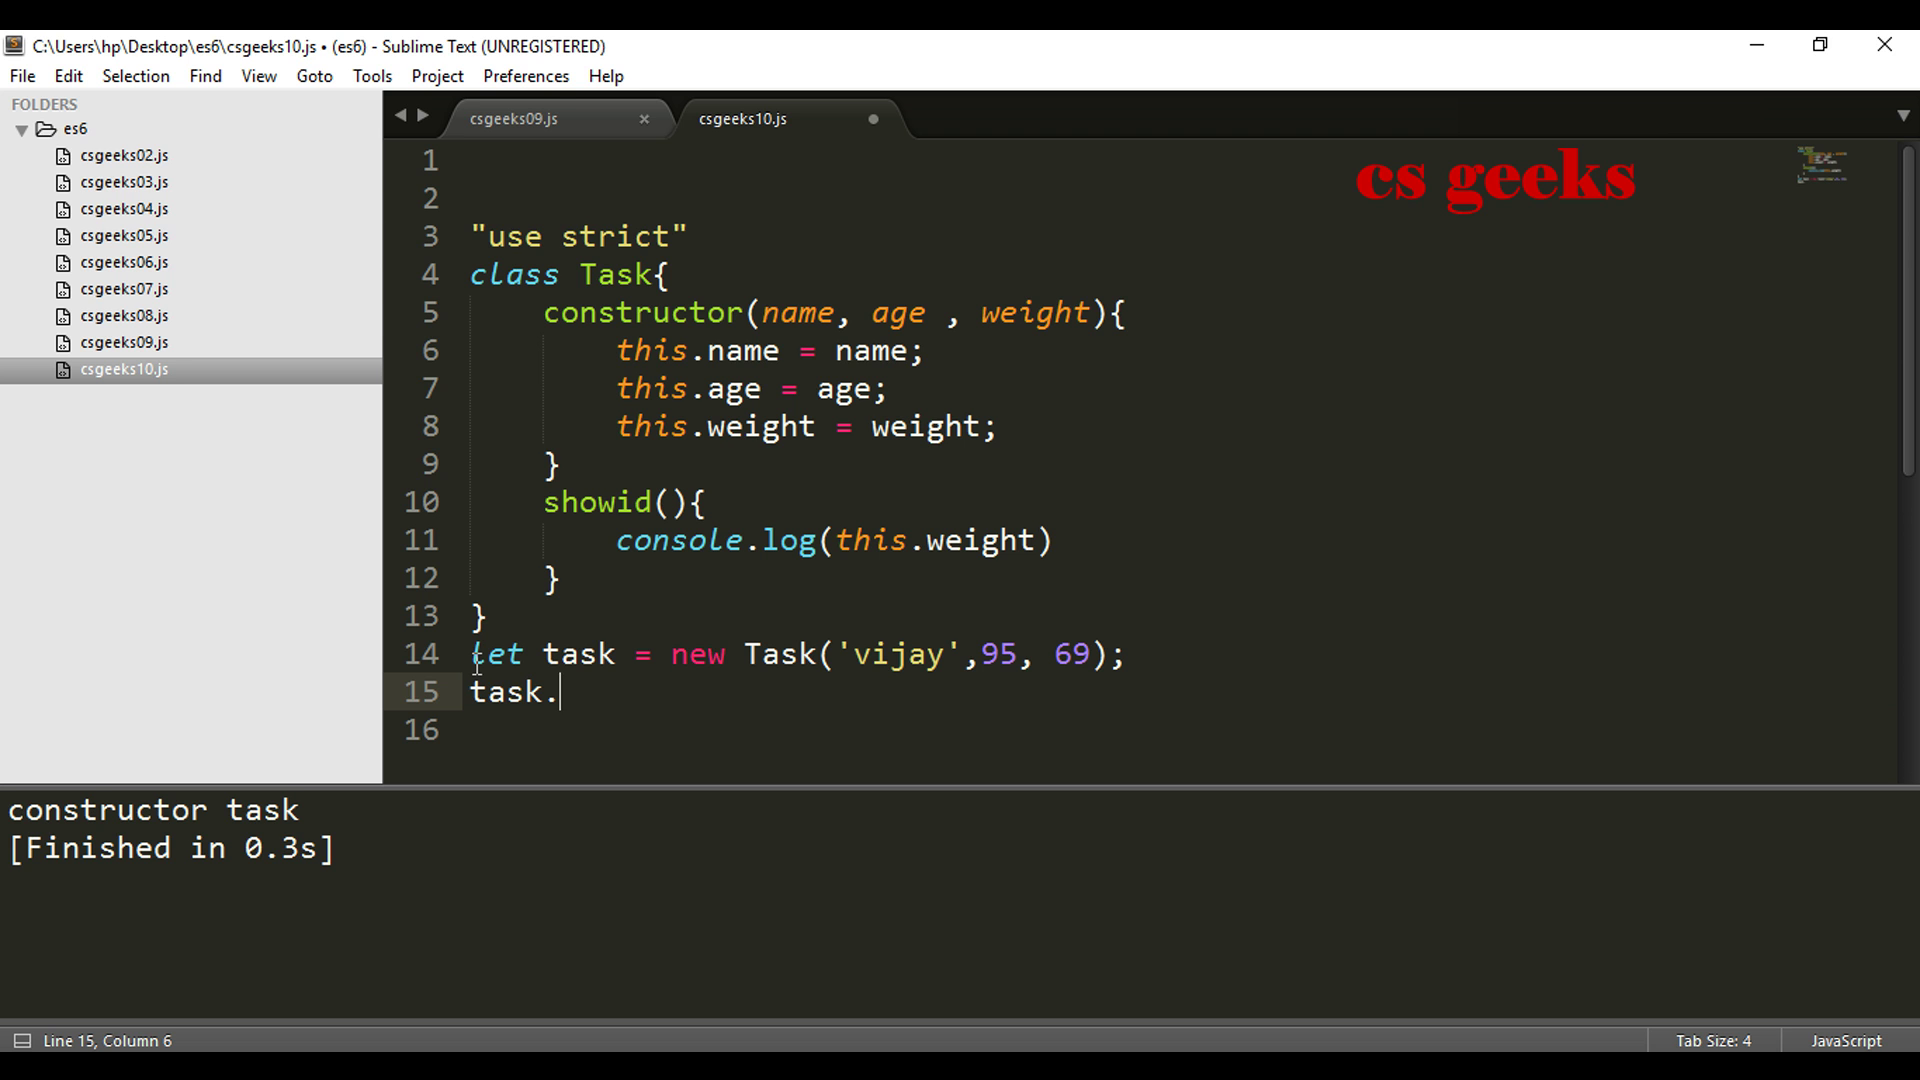 C:\Users\hp\Desktop\es6\csgeeks10.js • (es6) - Sublime Text (UNREGISTERED)
File Edit Selection Find View Goto Tools Project Preferences Help
FOLDERS
es6
csgeeks02.js
csgeeks03.js
csgeeks04.js
csgeeks05.js
csgeeks06.js
csgeeks07.js
csgeeks08.js
csgeeks09.js
csgeeks10.js
csgeeks09.js × csgeeks10.js
cs geeks
1
2
3 "use strict"
4 class Task{
5 constructor(name, age , weight){
6 this.name = name;
7 this.age = age;
8 this.weight = weight;
9 }
10 showid(){
11 console.log(this.weight)
12 }
13 }
14 let task = new Task('vijay',95, 69);
15 task.
16
constructor task
[Finished in 0.3s]
Line 15, Column 6 Tab Size: 4 JavaScript